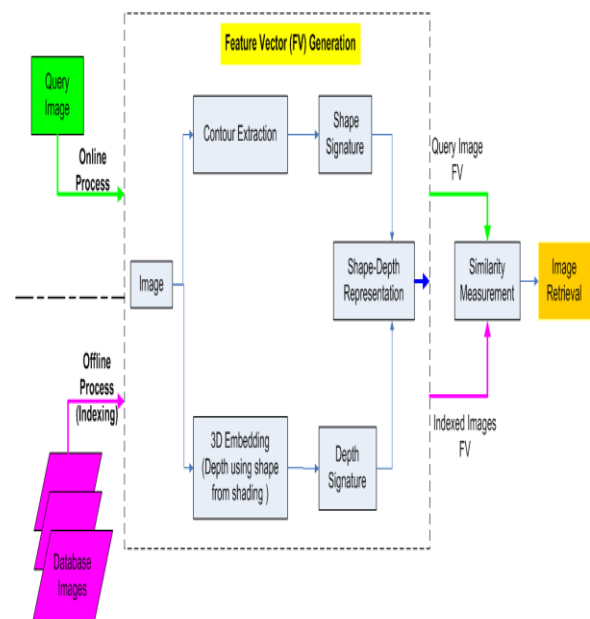 Feature Vector (FV) Generation
Query
Image
Online
Process
Contour Extraction
Shape
Signature
Query Image
FV
Image
Shape-Depth
Representation
Similarity
Measurement
Image
Retrieval
Offline
Process
(Indexing)
3D Embedding
(Depth using shape
from shading )
Depth
Signature
Indexed Images
FV
Database
Images